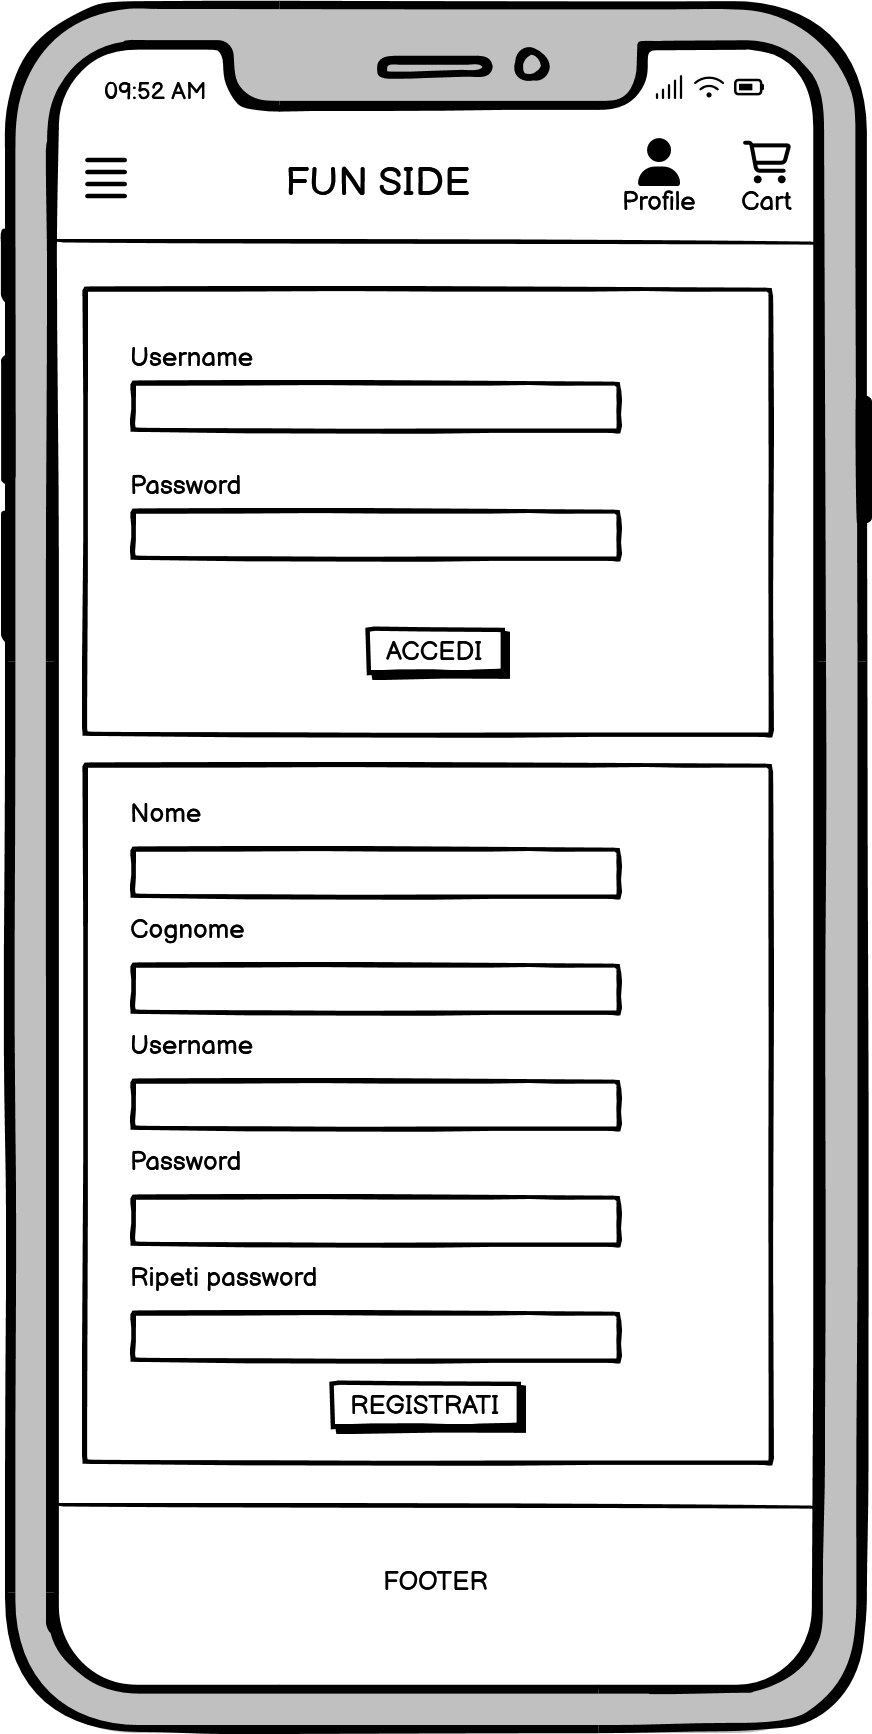 09:52 AM
FUN SIDE
Profile
Cart
Username
Password
ACCEDI
Nome
Cognome
Username
Password
Ripeti password
REGISTRATI
FOOTER